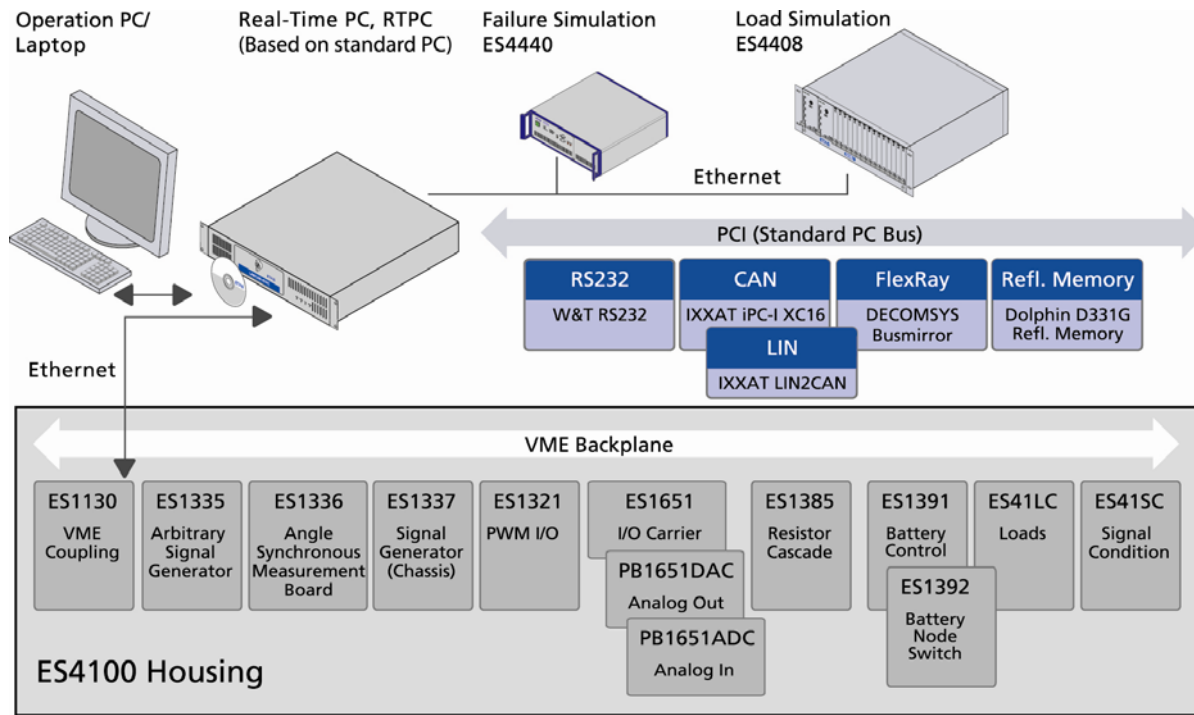 Operation PC/
Laptop
Real-Time PC, RTPC
(Based on standard PC)
Failure Simulation
ES4440
Load Simulation
ES4408
Ethernet
PCI (Standard PC Bus)
RS232
W&T RS232
CAN
IXXAT iPC-I XC16
FlexRay
DECOMSYS
Busmirror
Refl. Memory
Dolphin D331G
Refl. Memory
LIN
IXXAT LIN2CAN
Ethernet
VME Backplane
ES1130
VME
Coupling
ES1335
Arbitrary
Signal
Generator
ES1336
Angle
Synchronous
Measurement
Board
ES1337
Signal
Generator
(Chassis)
ES1321
PWM I/O
ES1651
I/O Carrier
PB1651DAC
Analog Out
PB1651ADC
Analog In
ES1385
Resistor
Cascade
ES1391
Battery
Control
ES1392
Battery
Node
Switch
ES41LC
Loads
ES41SC
Signal
Condition
ES4100 Housing